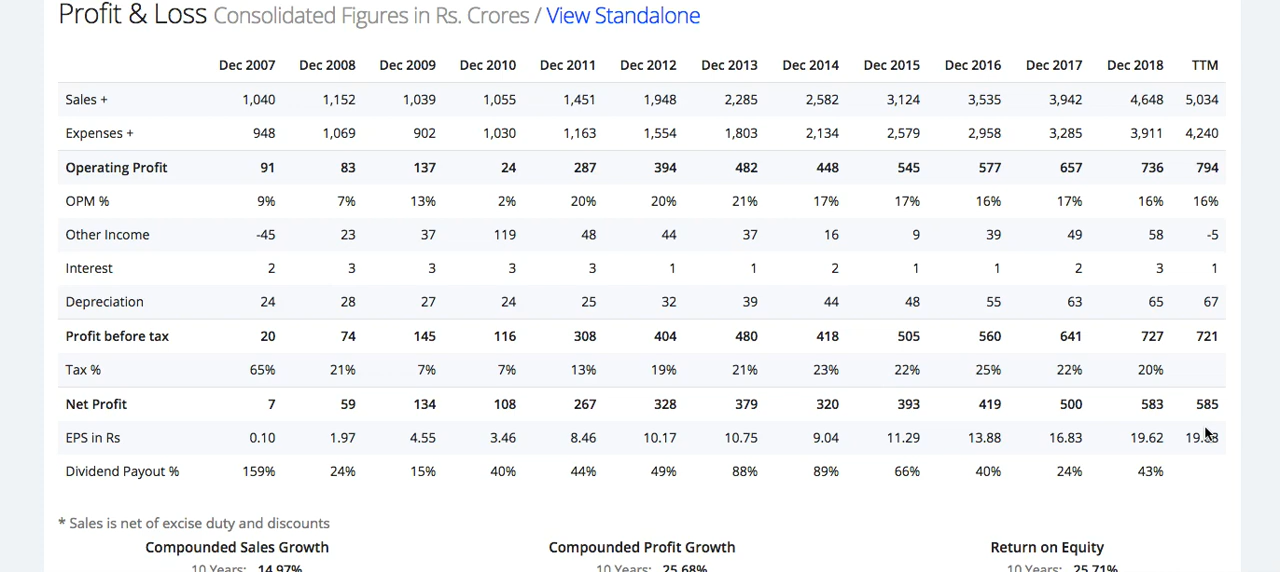 Profit & Loss Consolidated Figures in Rs. Crores / View Standalone
Dec 2007 Dec 2008 Dec 2009 Dec 2010 Dec 2011 Dec 2012 Dec 2013 Dec 2014 Dec 2015 Dec 2016 Dec 2017 Dec 2018 TTM
Sales + 1,040 1,152 1,039 1,055 1,451 1,948 2,285 2,582 3,124 3,535 3,942 4,648 5,034
Expenses + 948 1,069 902 1,030 1,163 1,554 1,803 2,134 2,579 2,958 3,285 3,911 4,240
Operating Profit 91 83 137 24 287 394 482 448 545 577 657 736 794
OPM % 9% 7% 13% 2% 20% 20% 21% 17% 17% 16% 17% 16% 16%
Other Income -45 23 37 119 48 44 37 16 9 39 49 58 -5
Interest 2 3 3 3 3 1 1 2 1 1 2 3 1
Depreciation 24 28 27 24 25 32 39 44 48 55 63 65 67
Profit before tax 20 74 145 116 308 404 480 418 505 560 641 727 721
Tax % 65% 21% 7% 7% 13% 19% 21% 23% 22% 25% 22% 20%
Net Profit 7 59 134 108 267 328 379 320 393 419 500 583 585
EPS in Rs 0.10 1.97 4.55 3.46 8.46 10.17 10.75 9.04 11.29 13.88 16.83 19.62
Dividend Payout % 159% 24% 15% 40% 44% 49% 88% 89% 66% 40% 24% 43%
* Sales is net of excise duty and discounts
Compounded Sales Growth Compounded Profit Growth Return on Equity
10 Years: 14.97% 10 Years: 25.68% 10 Years: 25.71%